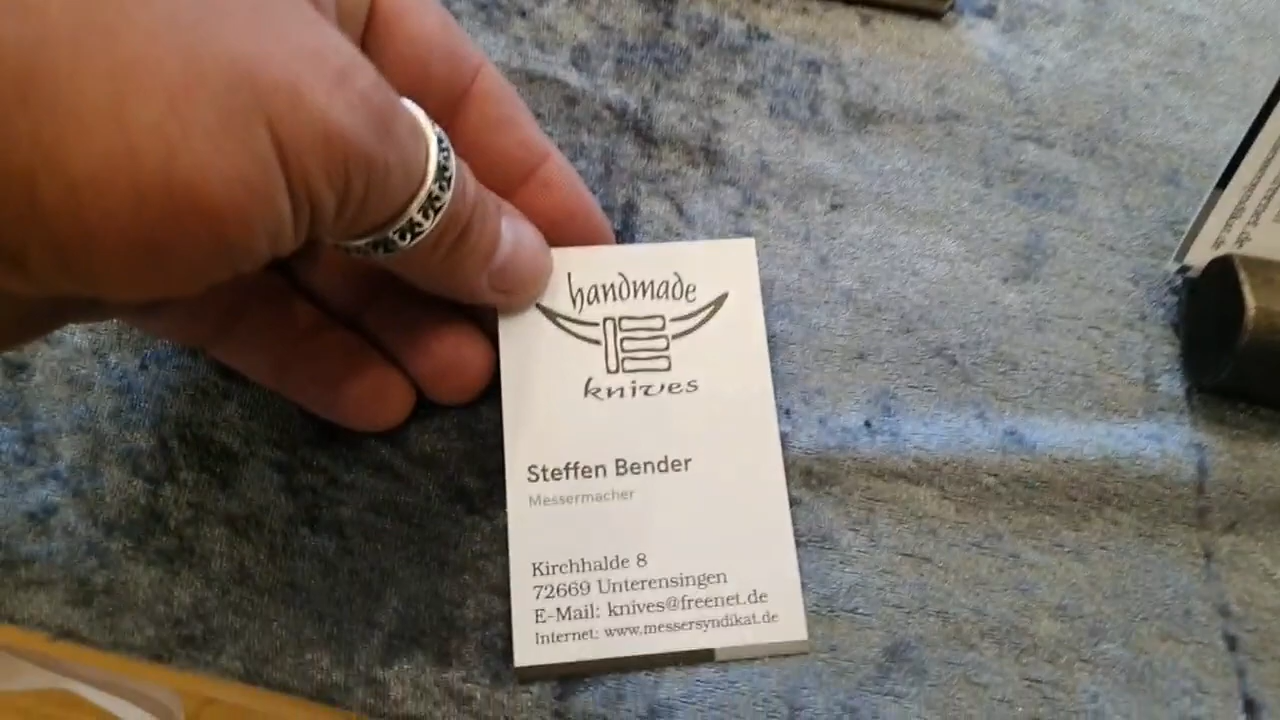 handmade
knives
Steffen Bender
Messermacher
Kirchhalde 8
72669 Unterensingen
E-Mail: knives@freenet.de
Internet: www.messersyndikat.de